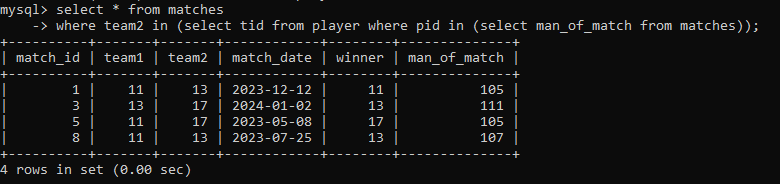 mysql> select * from matches
    -> where team2 in (select tid from player where pid in (select man_of_match from matches));
+----------+-------+-------+------------+--------+--------------+
| match_id | team1 | team2 | match_date | winner | man_of_match |
+----------+-------+-------+------------+--------+--------------+
|        1 |    11 |    13 | 2023-12-12 |     11 |          105 |
|        3 |    13 |    17 | 2024-01-02 |     13 |          111 |
|        5 |    11 |    17 | 2023-05-08 |     17 |          105 |
|        8 |    11 |    13 | 2023-07-25 |     13 |          107 |
+----------+-------+-------+------------+--------+--------------+
4 rows in set (0.00 sec)